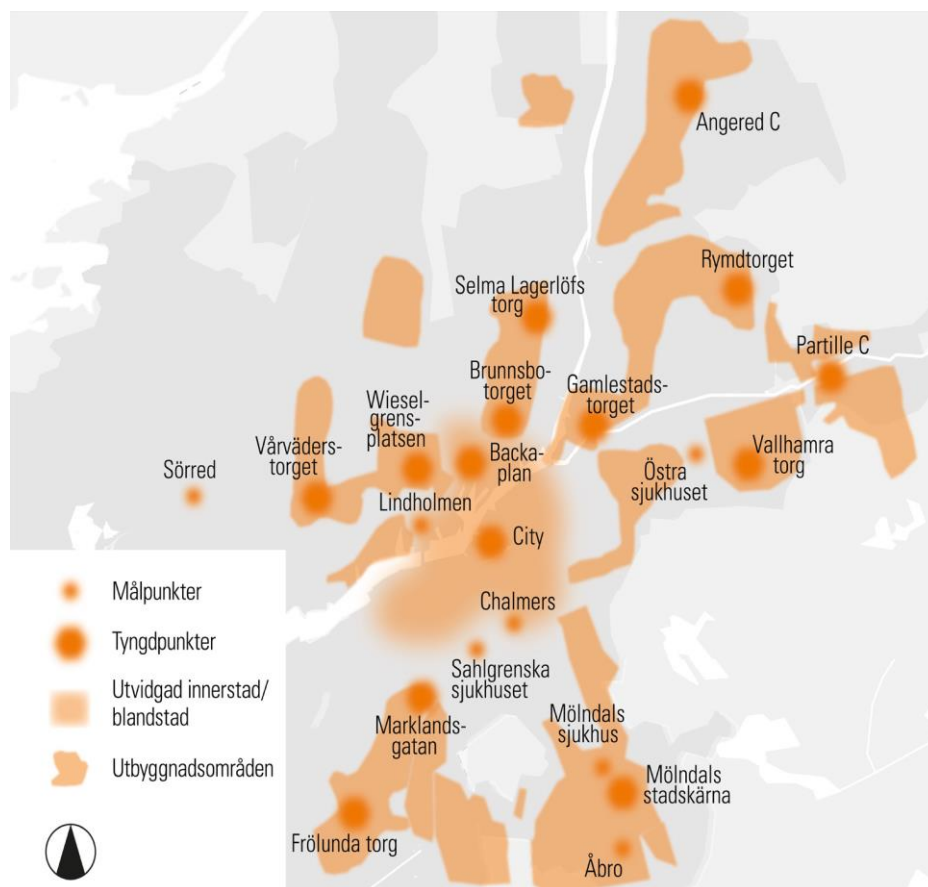 Angered C
Rymdtorget
Selma Lagerlöfs
torg
Partille C
Brunnsbo-
torget
Gamlestads-
torget
Wiesel-
grens-
platsen
Vårväders-
torget
Backa-
plan
Vallhamra
torg
Sörred
Östra
sjukhuset
Lindholmen
City
Chalmers
Sahlgrenska
sjukhuset
Marklands-
gatan
Mölndals
sjukhus
Mölndals
stadskärna
Frölunda torg
Åbro
Målpunkter
Tyngdpunkter
Utvidgad innerstad/
blandstad
Utbyggnadsområden